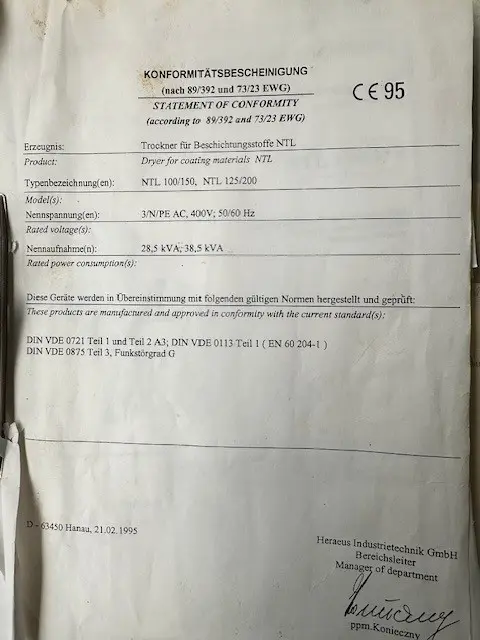 KONFORMITÄTSBESCHEINIGUNG
(nach 89/392 und 73/23 EWG)
STATEMENT OF CONFORMITY
(according to 89/392 and 73/23 EWG)
CE 95
Erzeugnis: Trockner für Beschichtungsstoffe NTL
Product: Dryer for coating materials NTL
Typenbezeichnung(en): NTL 100/150, NTL 125/200
Model(s):
Nennspannung(en): 3/N/PE AC, 400V; 50/60 Hz
Rated voltage(s):
Nennaufnahme(n): 28,5 kVA; 38,5 kVA
Rated power consumption(s):
Diese Geräte werden in Übereinstimmung mit folgenden gültigen Normen hergestellt und geprüft:
These products are manufactured and approved in conformity with the current standard(s):
DIN VDE 0721 Teil 1 und Teil 2 A3; DIN VDE 0113 Teil 1 ( EN 60 204-1 )
DIN VDE 0875 Teil 3, Funkstörgrad G
D - 63450 Hanau, 21.02.1995
Heraeus Industrietechnik GmbH
Bereichsleiter
Manager of department
ppm.Konieczny